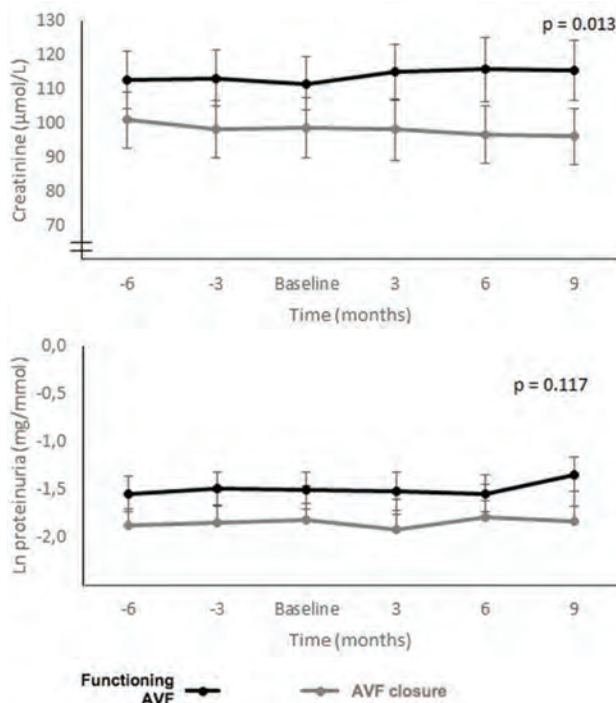 130
p = 0.013
120
110
100
90
80
70
Creatinine (µmol/L)
-6 -3 Baseline 3 6 9
Time (months)
0,0
-0,5
p = 0.117
-1,0
-1,5
-2,0
Ln proteinuria (mg/mmol)
-6 -3 Baseline 3 6 9
Time (months)
Functioning
AVF
AVF closure